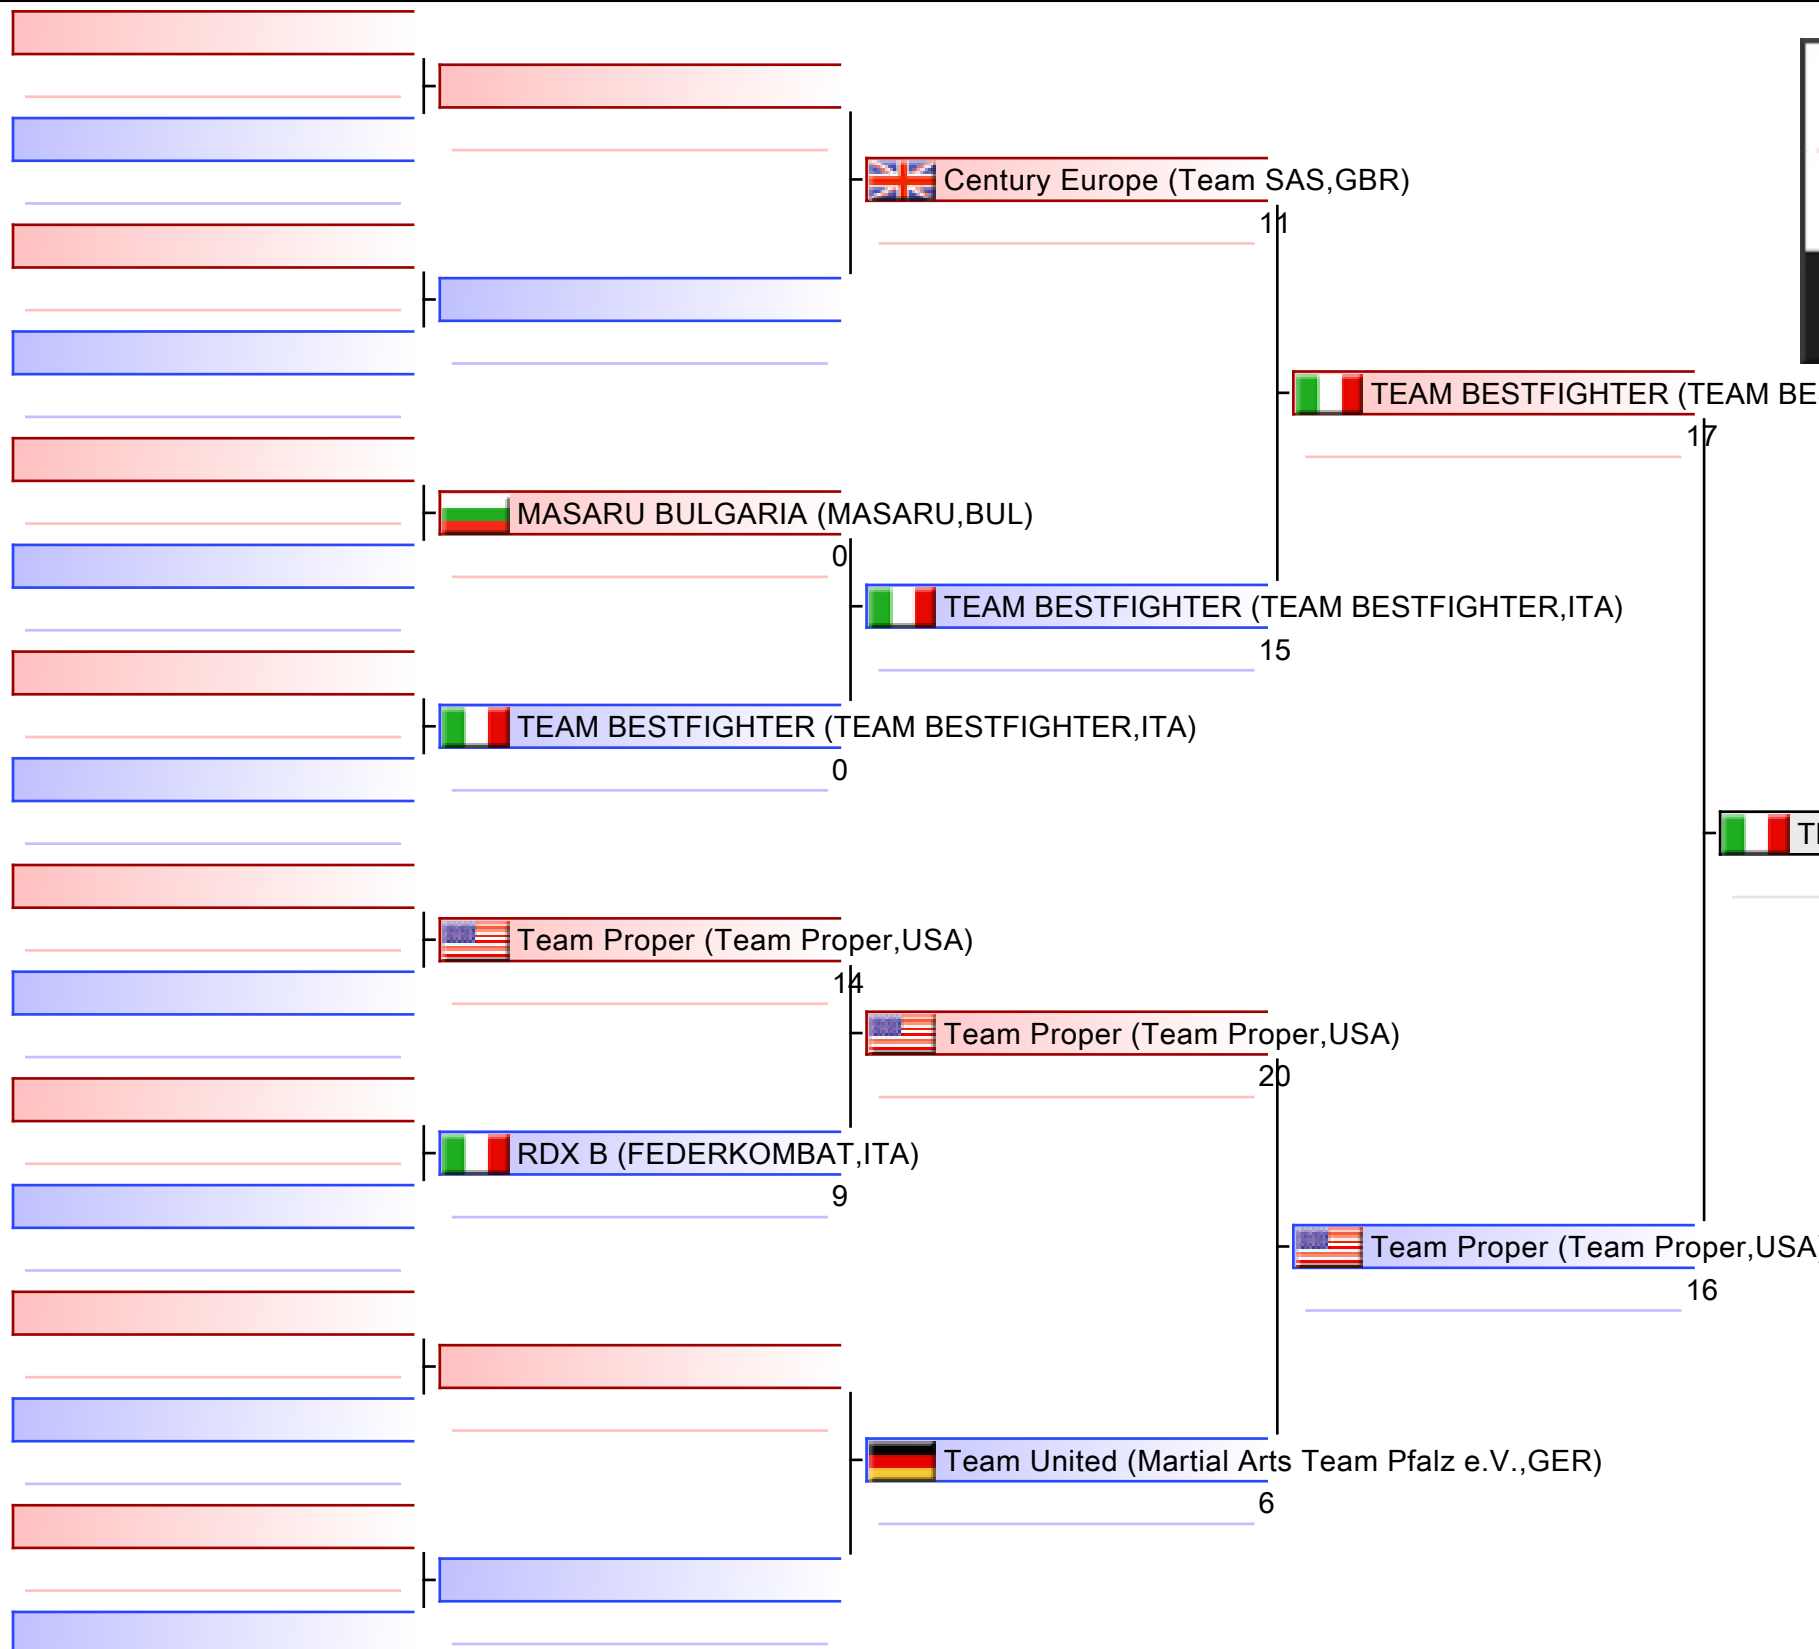 Century Europe (Team SAS,GBR)
11
TEAM BESTFIGHTER (TEAM BE
17
MASARU BULGARIA (MASARU,BUL)
0
TEAM BESTFIGHTER (TEAM BESTFIGHTER,ITA)
15
TEAM BESTFIGHTER (TEAM BESTFIGHTER,ITA)
0
Team Proper (Team Proper,USA)
14
Team Proper (Team Proper,USA)
20
RDX B (FEDERKOMBAT,ITA)
9
Team Proper (Team Proper,USA)
16
Team United (Martial Arts Team Pfalz e.V.,GER)
6